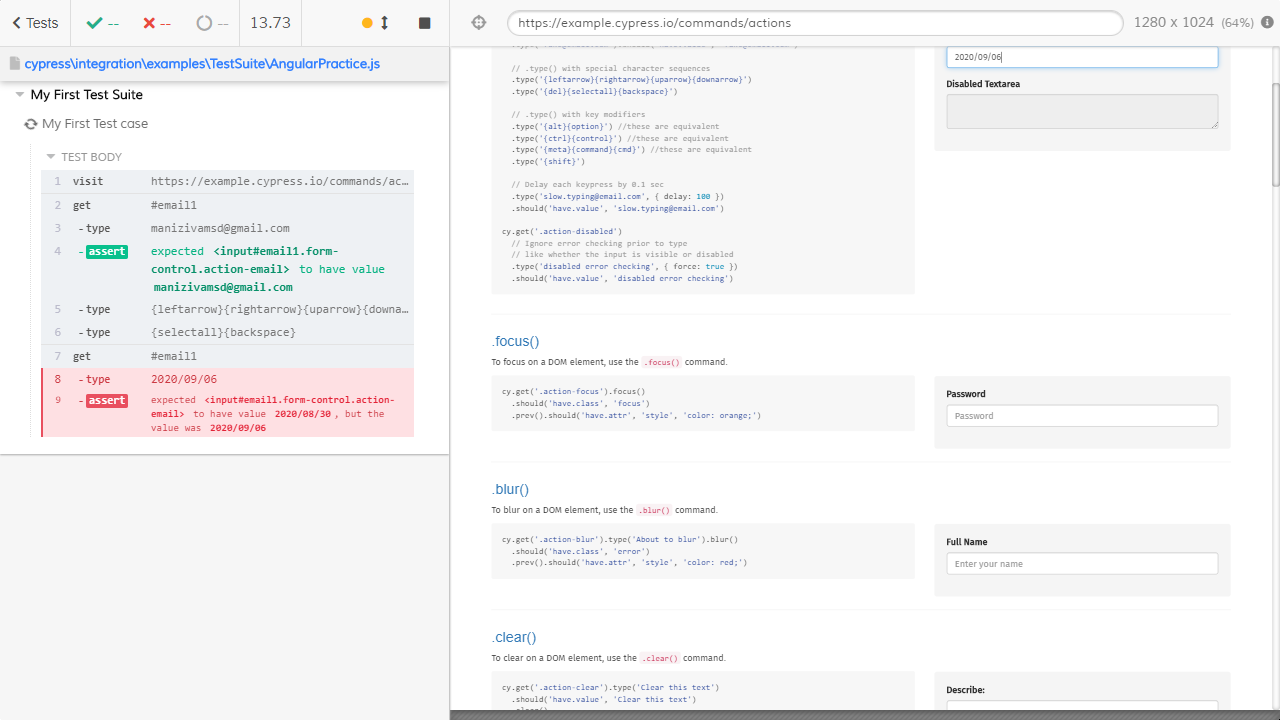 Tests
--
--
--
13.73
https://example.cypress.io/commands/actions
1280 x 1024 (64%)
cypress\integration\examples\TestSuite\AngularPractice.js
My First Test Suite
My First Test case
TEST BODY
1 visit https://example.cypress.io/commands/ac…
2 get #email1
3 - type manizivamsd@gmail.com
4 - assert expected <input#email1.form-
control.action-email> to have value
manizivamsd@gmail.com
5 - type {leftarrow}{rightarrow}{uparrow}{downa…
6 - type {selectall}{backspace}
7 get #email1
8 - type 2020/09/06
9 - assert expected <input#email1.form-control.action-
email> to have value 2020/08/30, but the
value was 2020/09/06
// .type() with special character sequences
.type('{leftarrow}{rightarrow}{uparrow}{downarrow}')
.type('{del}{selectall}{backspace}')
// .type() with key modifiers
.type('{alt}{option}') //these are equivalent
.type('{ctrl}{control}') //these are equivalent
.type('{meta}{command}{cmd}') //these are equivalent
.type('{shift}')
// Delay each keypress by 0.1 sec
.type('slow.typing@email.com', { delay: 100 })
.should('have.value', 'slow.typing@email.com')
cy.get('.action-disabled')
// Ignore error checking prior to type
// like whether the input is visible or disabled
.type('disabled error checking', { force: true })
.should('have.value', 'disabled error checking')
2020/09/06
Disabled Textarea
.focus()
To focus on a DOM element, use the .focus() command.
cy.get('.action-focus').focus()
.should('have.class', 'focus')
.prev().should('have.attr', 'style', 'color: orange;')
Password
Password
.blur()
To blur on a DOM element, use the .blur() command.
cy.get('.action-blur').type('About to blur').blur()
.should('have.class', 'error')
.prev().should('have.attr', 'style', 'color: red;')
Full Name
Enter your name
.clear()
To clear on a DOM element, use the .clear() command.
cy.get('.action-clear').type('Clear this text')
.should('have.value', 'Clear this text')
.clear()
Describe: